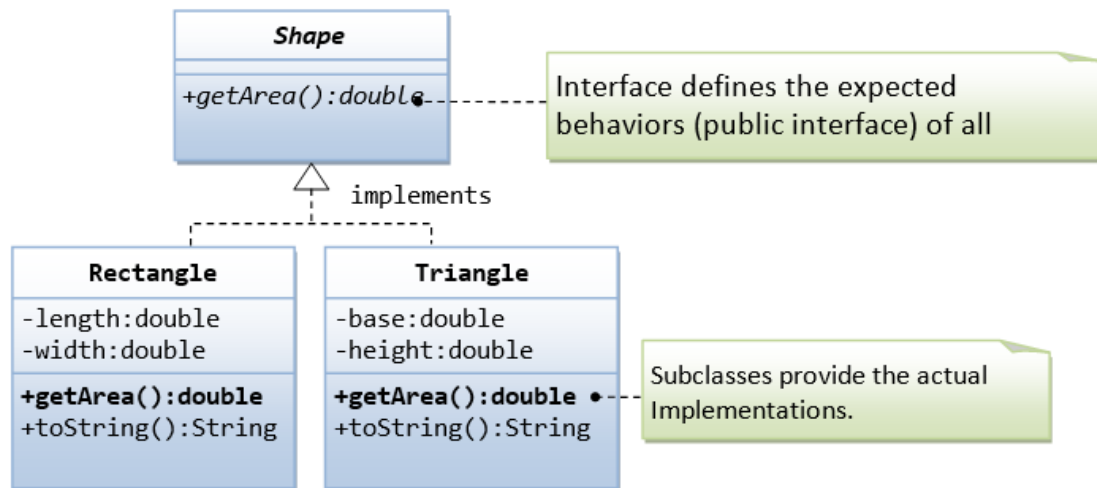 Shape
+getArea():double
Interface defines the expected
behaviors (public interface) of all
implements
Rectangle
-length:double
-width:double
+getArea():double
+toString():String
Triangle
-base:double
-height:double
+getArea():double
+toString():String
Subclasses provide the actual
Implementations.